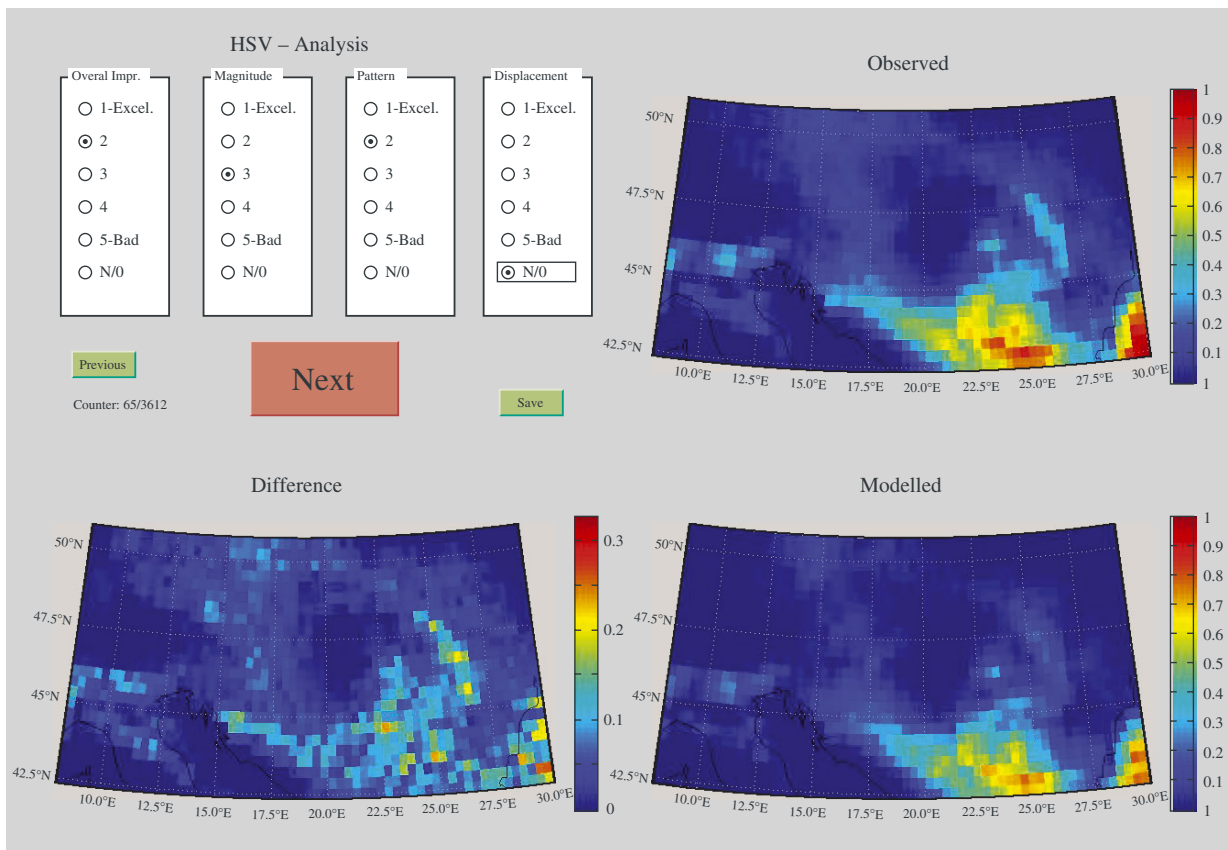 HSV – Analysis
Overal Impr.
1-Excel.
2
3
4
5-Bad
N/0
Magnitude
1-Excel.
2
3
4
5-Bad
N/0
Pattern
1-Excel.
2
3
4
5-Bad
N/0
Displacement
1-Excel.
2
3
4
5-Bad
N/0
Previous
Next
Save
Counter: 65/3612
Observed
50°N
47.5°N
45°N
42.5°N
10.0°E 12.5°E 15.0°E 17.5°E 20.0°E 22.5°E 25.0°E 27.5°E 30.0°E
1
0.9
0.8
0.7
0.6
0.5
0.4
0.3
0.2
0.1
1
Difference
50°N
47.5°N
45°N
42.5°N
10.0°E 12.5°E 15.0°E 17.5°E 20.0°E 22.5°E 25.0°E 27.5°E 30.0°E
0.3
0.2
0.1
0
Modelled
50°N
47.5°N
45°N
42.5°N
10.0°E 12.5°E 15.0°E 17.5°E 20.0°E 22.5°E 25.0°E 27.5°E 30.0°E
1
1
0.9
0.8
0.7
0.6
0.5
0.4
0.3
0.2
0.1
1